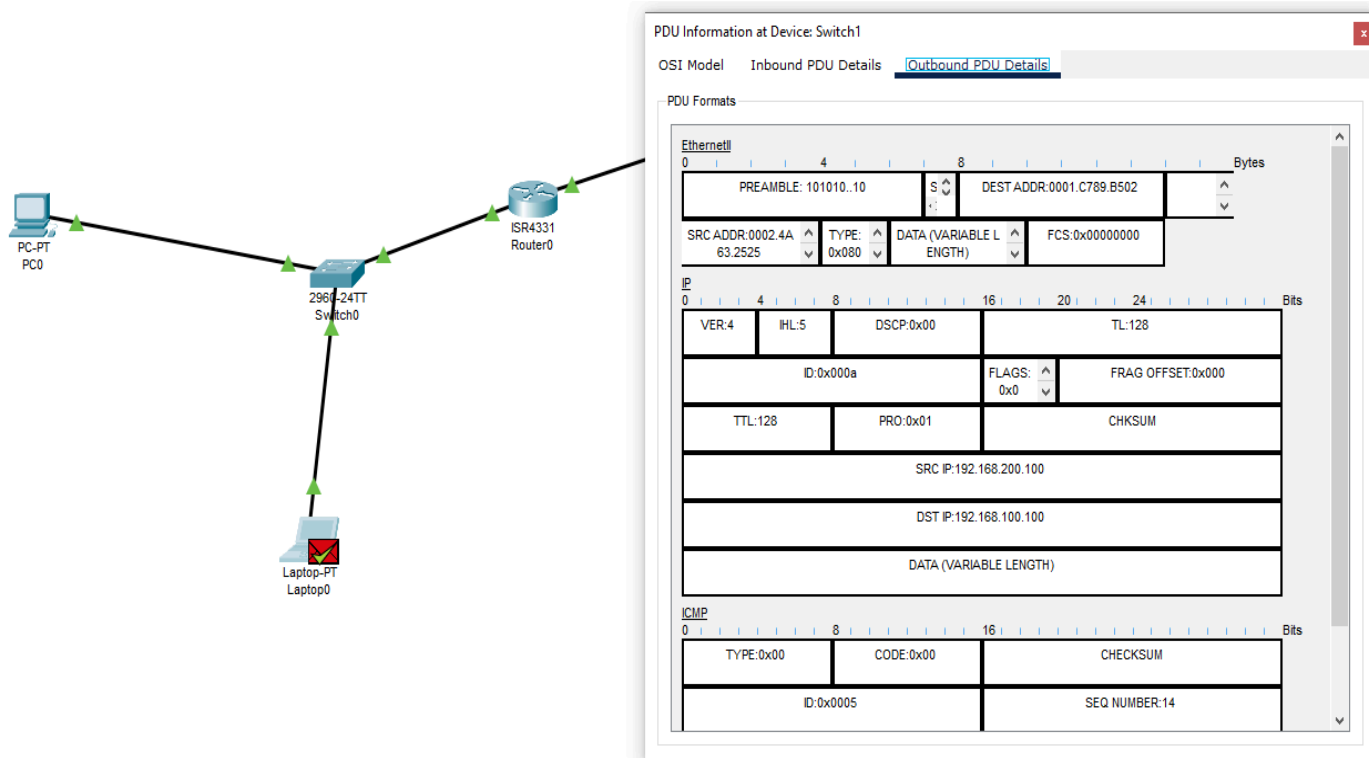 PDU Information at Device: Switch1
x
OSI Model Inbound PDU Details Outbound PDU Details
PDU Formats
EthernetII
0 4 8 Bytes
PREAMBLE: 101010..10 S DEST ADDR:0001.C789.B502
SRC ADDR:0002.4A TYPE: DATA (VARIABLE L FCS:0x00000000
63.2525 0x080 ENGTH)
IP
0 4 8 16 20 24 Bits
VER:4 IHL:5 DSCP:0x00 TL:128
ID:0x000a FLAGS: FRAG OFFSET:0x000
0x0
TTL:128 PRO:0x01 CHKSUM
SRC IP:192.168.200.100
DST IP:192.168.100.100
DATA (VARIABLE LENGTH)
ICMP
0 8 16 Bits
TYPE:0x00 CODE:0x00 CHECKSUM
ID:0x0005 SEQ NUMBER:14
PC-PT
PC0
ISR4331
Router0
2960-24TT
Switch0
Laptop-PT
Laptop0